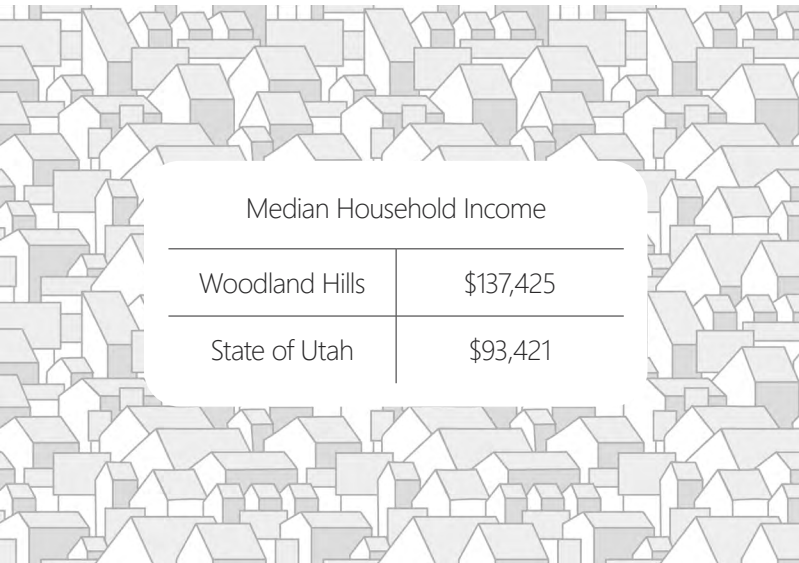 Median Household Income
Woodland Hills $137,425
State of Utah $93,421